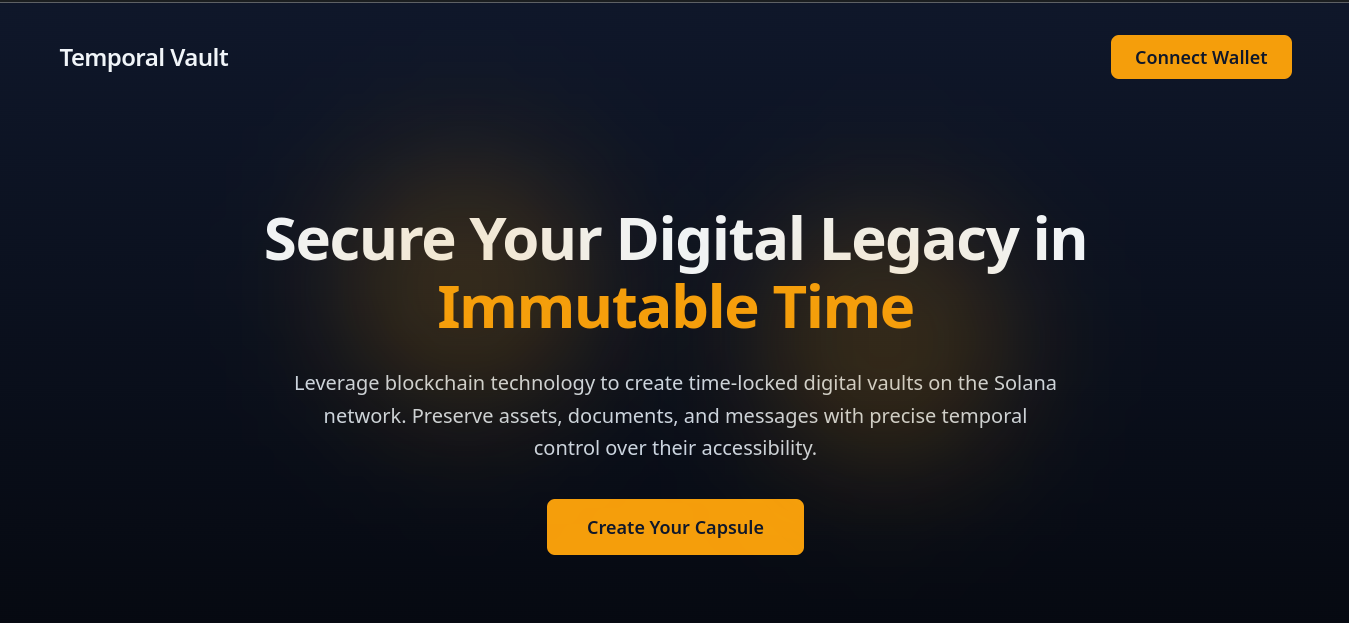 Temporal Vault
Connect Wallet
Secure Your Digital Legacy in
Immutable Time
Leverage blockchain technology to create time-locked digital vaults on the Solana
network. Preserve assets, documents, and messages with precise temporal
control over their accessibility.
Create Your Capsule